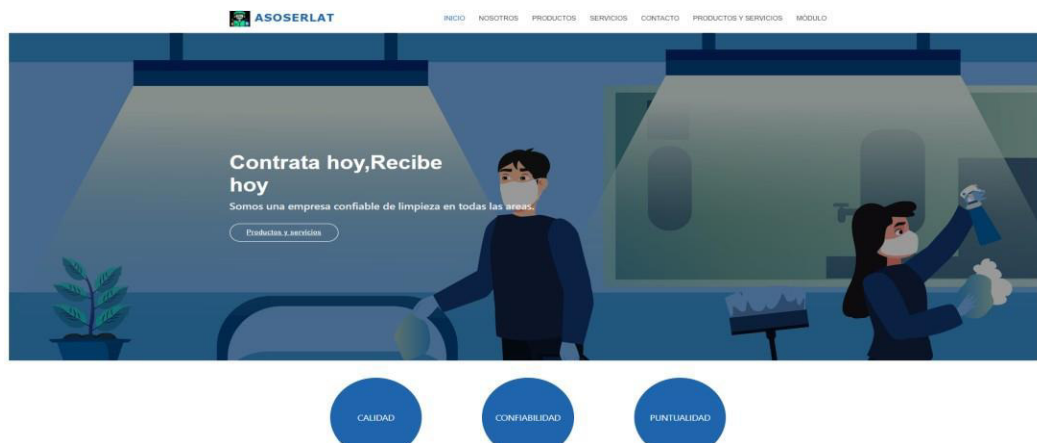 ASOSERLAT
INICIO NOSOTROS PRODUCTOS SERVICIOS CONTACTO PRODUCTOS Y SERVICIOS MÓDULO
Contrata hoy,Recibe
hoy
Somos una empresa confiable de limpieza en todas las areas.
Productos y servicios
CALIDAD
CONFIABILIDAD
PUNTUALIDAD